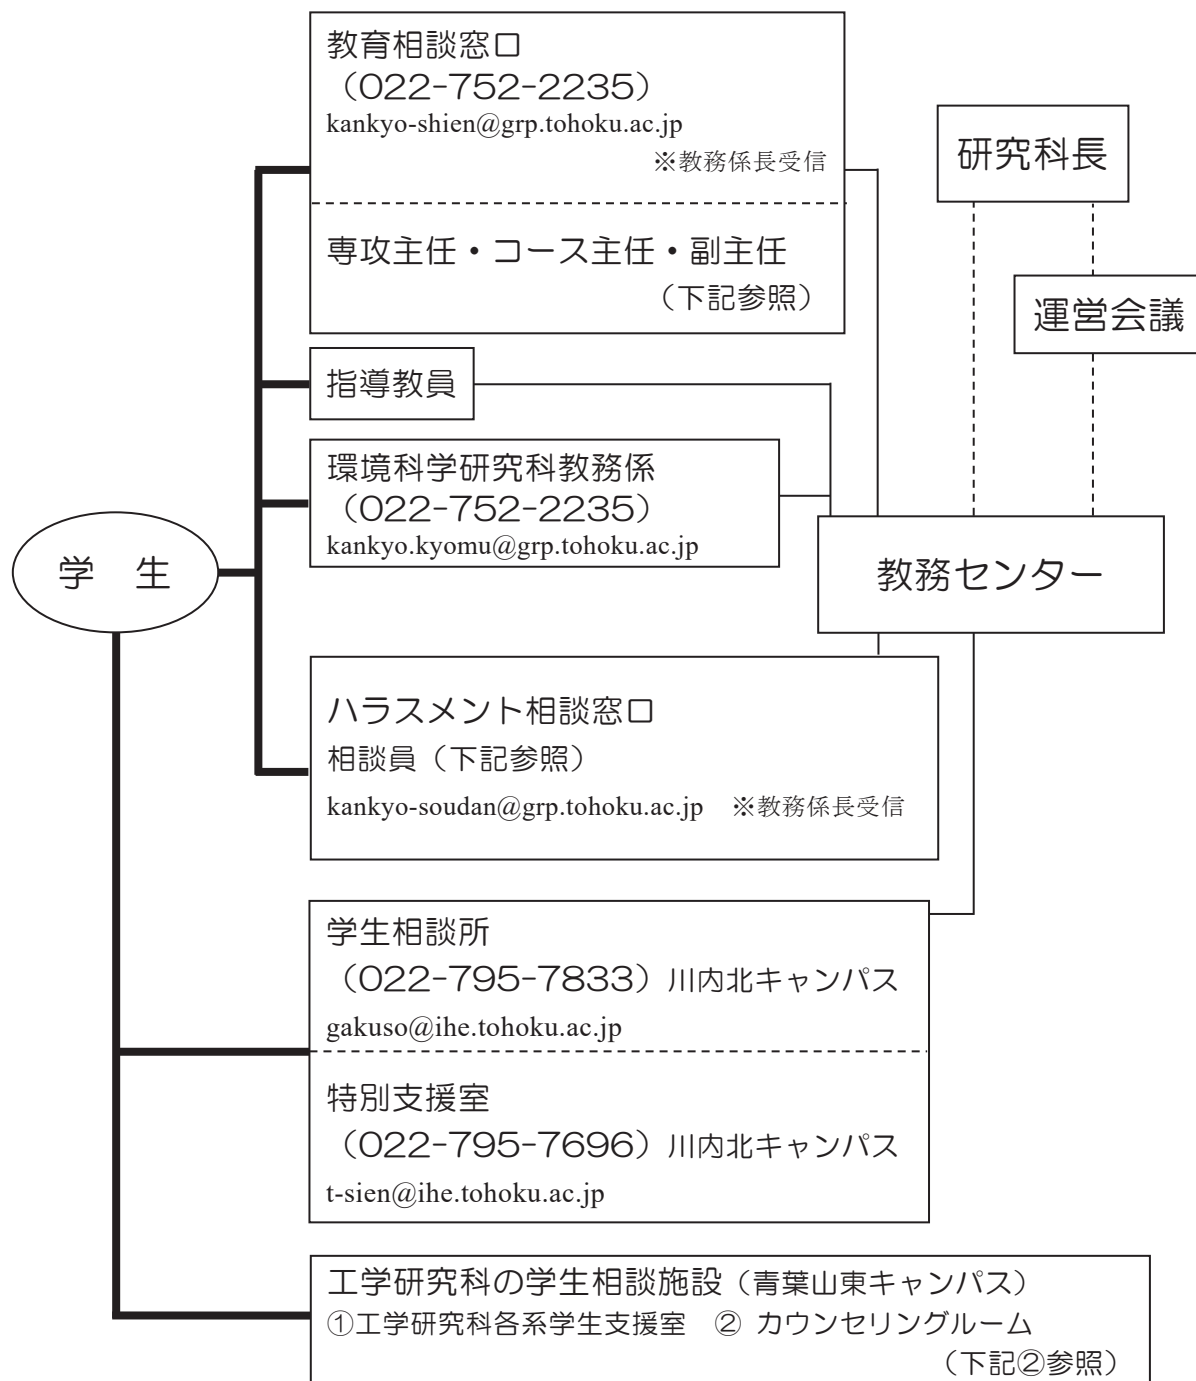 教育相談窓口
（022-752-2235）
kankyo-shien@grp.tohoku.ac.jp
※教務係長受信
専攻主任・コース主任・副主任
（下記参照）
研究科長
運営会議
指導教員
環境科学研究科教務係
（022-752-2235）
kankyo.kyomu@grp.tohoku.ac.jp
学　生
教務センター
ハラスメント相談窓口
相談員（下記参照）
kankyo-soudan@grp.tohoku.ac.jp　※教務係長受信
学生相談所
（022-795-7833）川内北キャンパス
gakuso@ihe.tohoku.ac.jp
特別支援室
（022-795-7696）川内北キャンパス
t-sien@ihe.tohoku.ac.jp
工学研究科の学生相談施設（青葉山東キャンパス）
①工学研究科各系学生支援室　② カウンセリングルーム
（下記②参照）